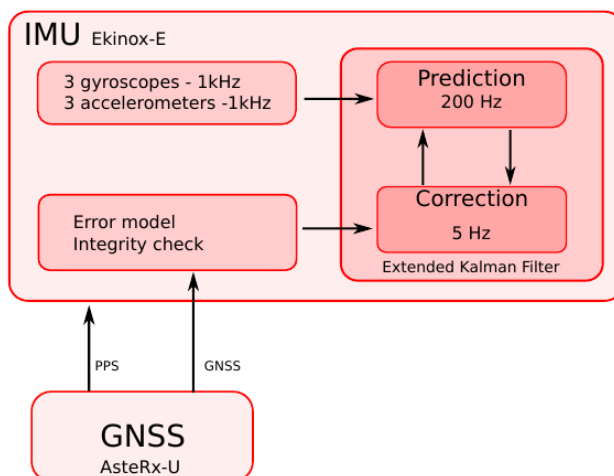 IMU Ekinox-E
3 gyroscopes - 1kHz
3 accelerometers -1kHz
Prediction
200 Hz
Error model
Integrity check
Correction
5 Hz
Extended Kalman Filter
PPS
GNSS
GNSS
AsteRx-U